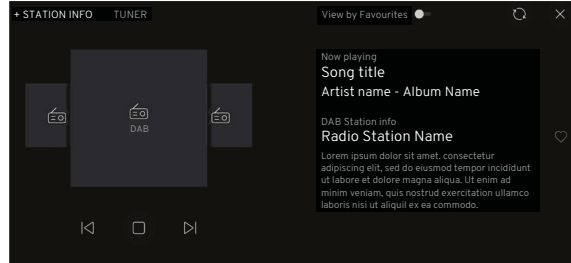 + STATION INFO TUNER
View by Favourites
DAB
Now playing
Song title
Artist name - Album Name
DAB Station info
Radio Station Name
Lorem ipsum dolor sit amet. consectetur
adipiscing elit, sed do eiusmod tempor incididunt
ut labore et dolore magna aliqua. Ut enim ad
minim veniam, quis nostrud exercitation ullamco
laboris nisi ut aliquil ex ea commodo.